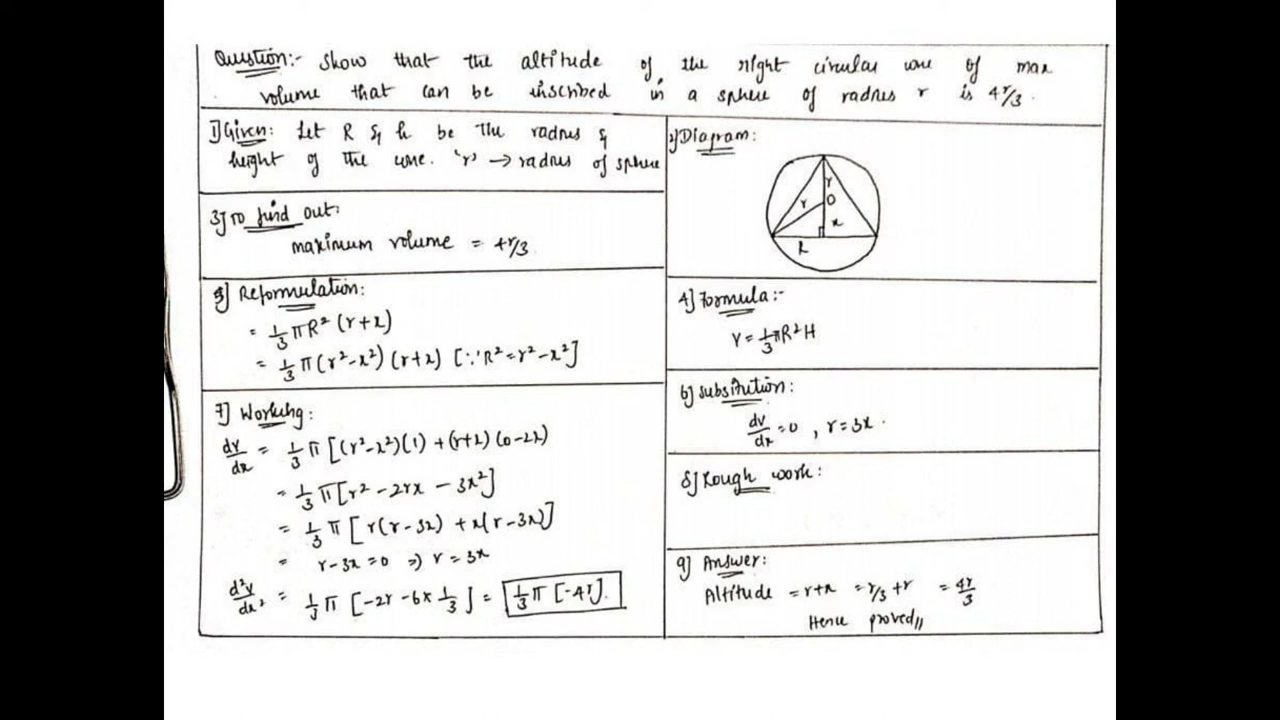 Question:- Show that the altitude of the right circular cone of max
volume that can be inscribed in a sphere of radius r is 4r/3.
1] Given: Let R & h be the radius &
height of the cone. 'r' → radius of sphere
2) Diagram:
r
r
O
x
R
3] To find out:
maximum volume = 4r/3.
4] Formula:-
V = 1/3 πR²H
5] Reformulation:
= 1/3 πR² (r+x)
= 1/3 π(r²-x²) (r+x) [∵ R² = r²-x²]
6] Substitution:
dv/dx = 0 , r = 3x.
7] Working:
dv/dx = 1/3 π [(r²-x²)(1) + (r+x) (0-2x)
= 1/3 π [r² - 2rx - 3x²]
= 1/3 π [r(r-3x) + x(r-3x)]
= r-3x = 0 ⇒ r = 3x
d²v/dx² = 1/3 π [-2r - 6 x 1/3] = 1/3 π [-4r].
8] Rough work:
9] Answer:
Altitude = r+x = r/3 + r = 4r/3
Hence proved,,